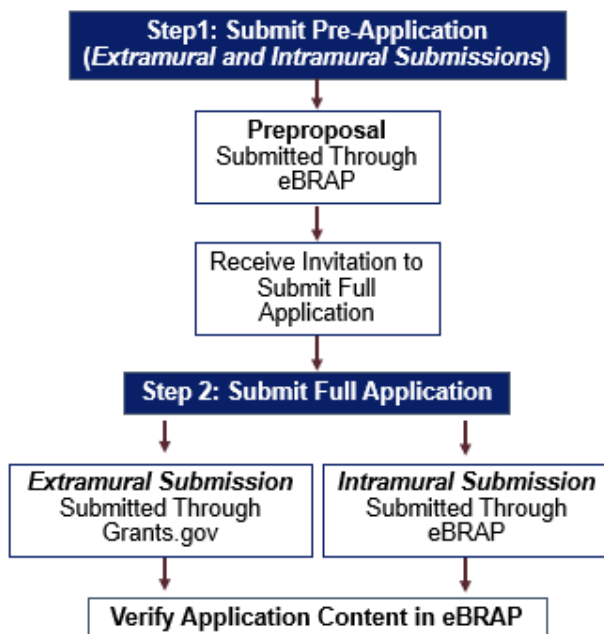 Step1: Submit Pre-Application
(Extramural and Intramural Submissions)
Preproposal
Submitted Through
eBRAP
Receive Invitation to
Submit Full
Application
Step 2: Submit Full Application
Extramural Submission
Submitted Through
Grants.gov
Intramural Submission
Submitted Through
eBRAP
Verify Application Content in eBRAP